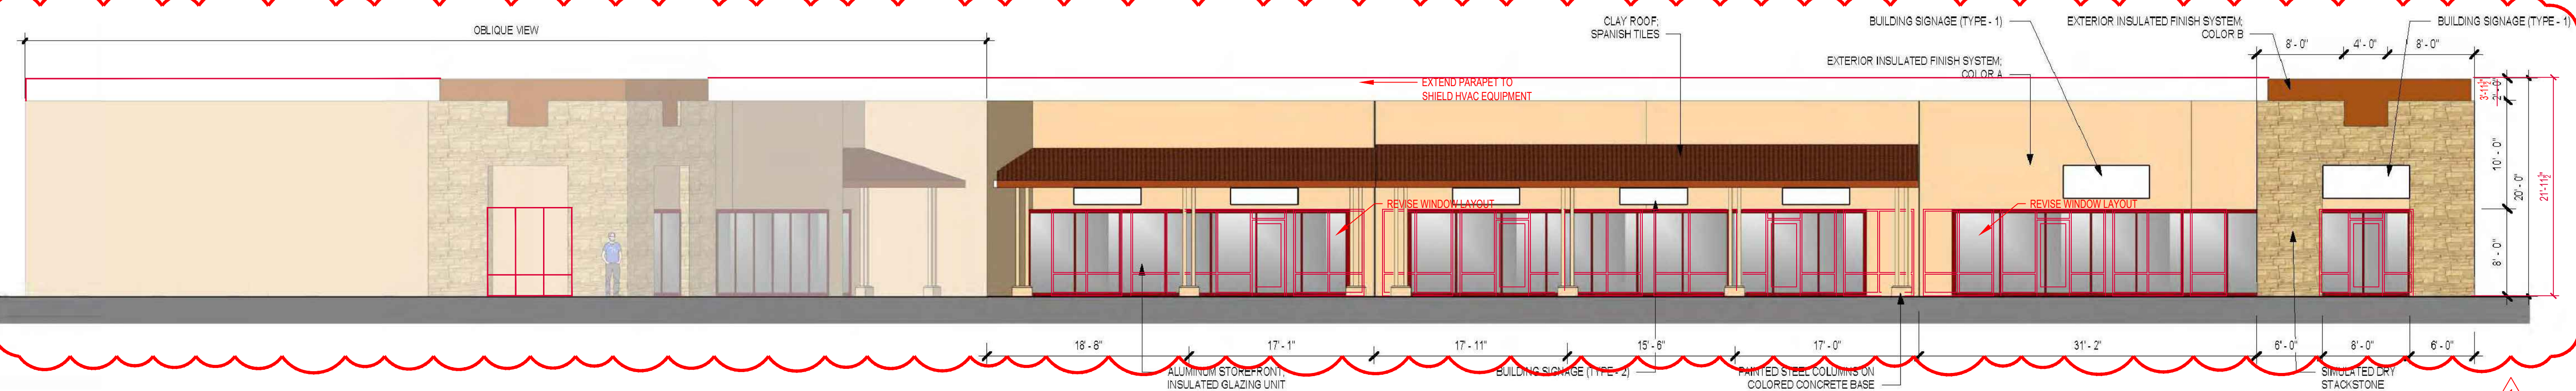 OBLIQUE VIEW
CLAY ROOF;
SPANISH TILES
BUILDING SIGNAGE (TYPE - 1)
EXTERIOR INSULATED FINISH SYSTEM;
COLOR B
BUILDING SIGNAGE (TYPE - 1)
8' - 0"
4' - 0"
8' - 0"
EXTERIOR INSULATED FINISH SYSTEM;
COLOR A
EXTEND PARAPET TO
SHIELD HVAC EQUIPMENT
2' - 0"
10' - 0"
20' - 0"
8' - 0"
REVISE WINDOW LAYOUT
REVISE WINDOW LAYOUT
18' - 8"
17' - 1"
17' - 11"
15' - 6"
17' - 0"
31' - 2"
6' - 0"
8' - 0"
6' - 0"
ALUMINUM STOREFRONT;
INSULATED GLAZING UNIT
BUILDING SIGNAGE (TYPE - 2)
PAINTED STEEL COLUMNS ON
COLORED CONCRETE BASE
SIMULATED DRY
STACKSTONE